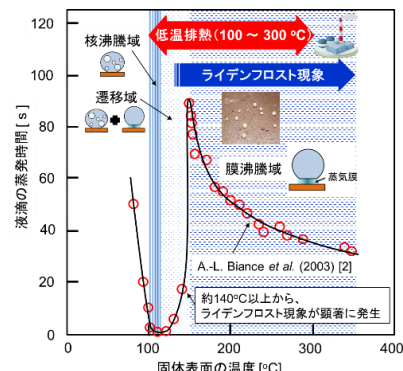 核沸騰域
低温排熱(100 ~ 300 ºC)
ライデンフロスト現象
遷移域
膜沸騰域
蒸気膜
A.-L. Biance et al. (2003) [2]
約140ºC以上から、
ライデンフロスト現象が顕著に発生
液滴の蒸発時間 [ s ]
120
100
80
60
40
20
0
0
100
200
300
400
固体表面の温度 [ºC]